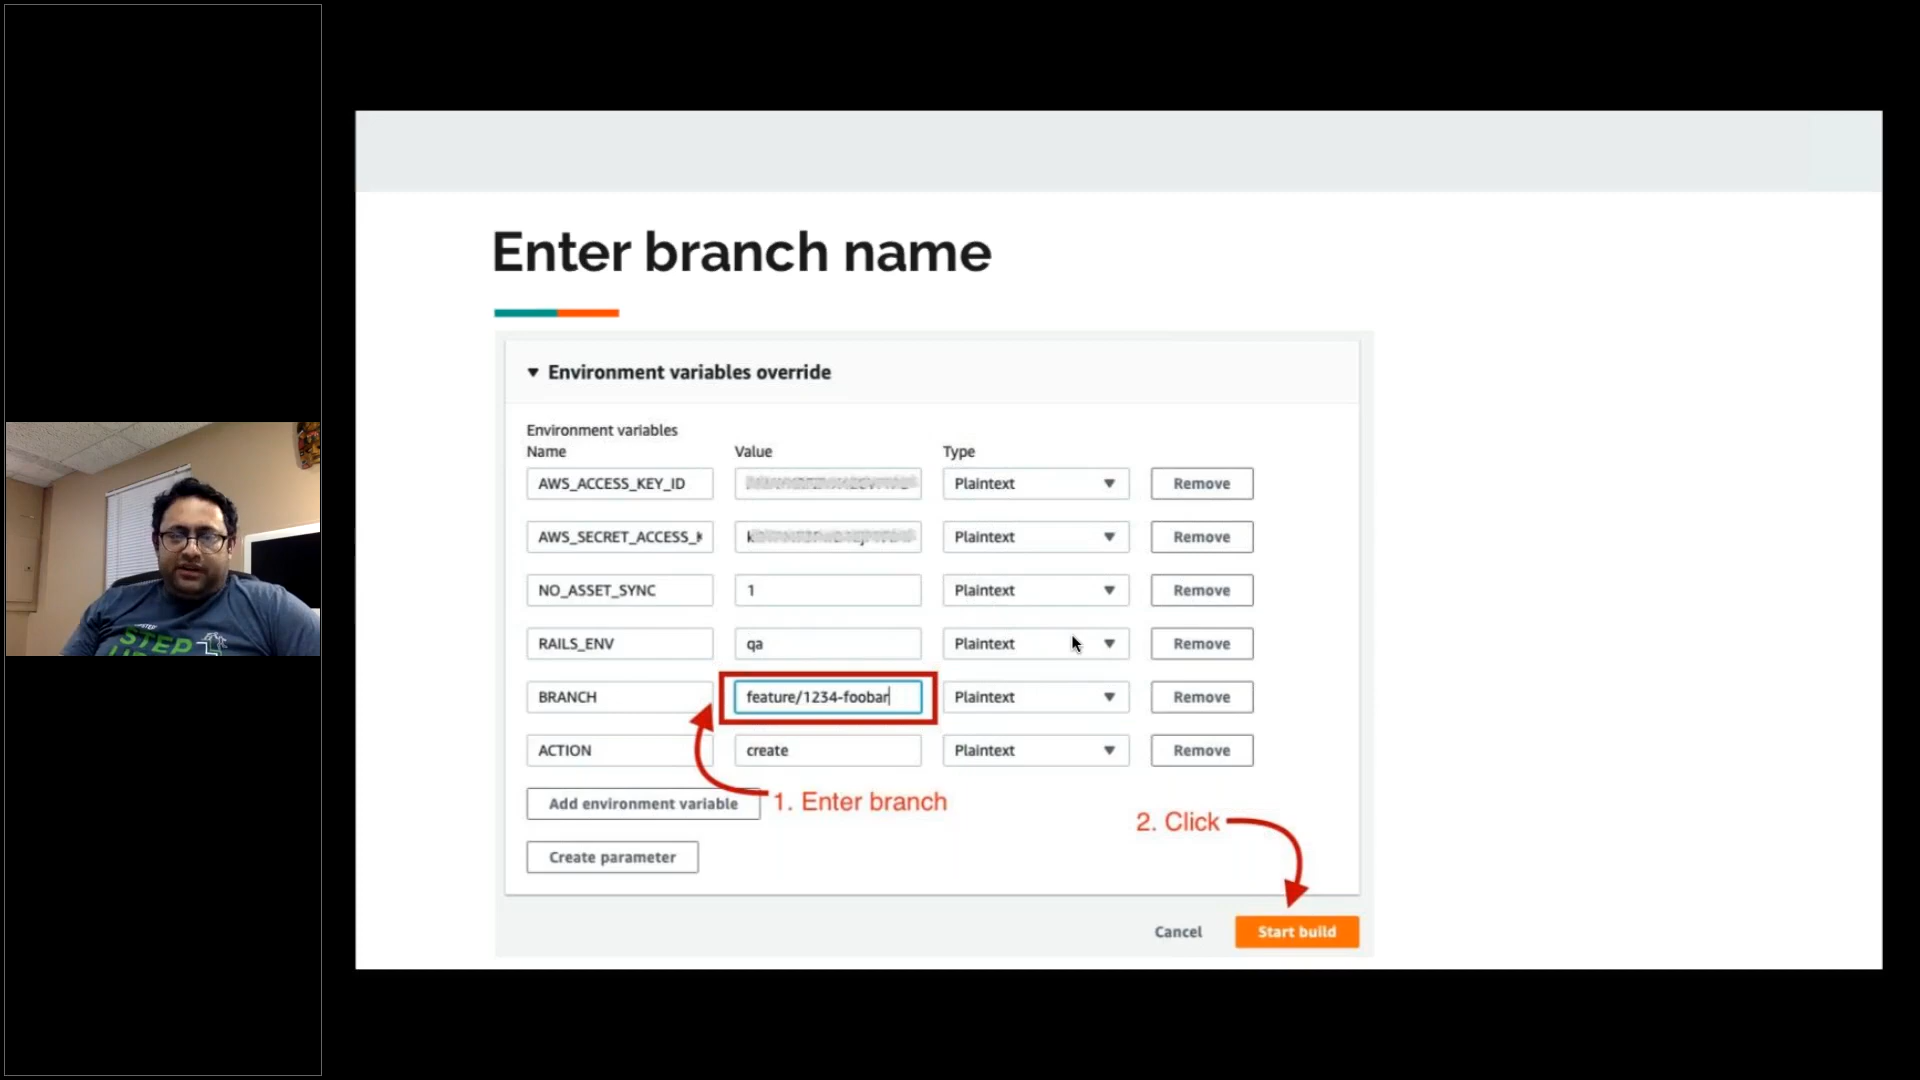 Enter branch name
▼ Environment variables override
Environment variables
Name Value Type
AWS_ACCESS_KEY_ID Plaintext ▼ Remove
AWS_SECRET_ACCESS_K k Plaintext ▼ Remove
NO_ASSET_SYNC 1 Plaintext ▼ Remove
RAILS_ENV qa Plaintext ▼ Remove
BRANCH feature/1234-foobar Plaintext ▼ Remove
ACTION create Plaintext ▼ Remove
Add environment variable 1. Enter branch
2. Click
Create parameter
Cancel Start build
STEP